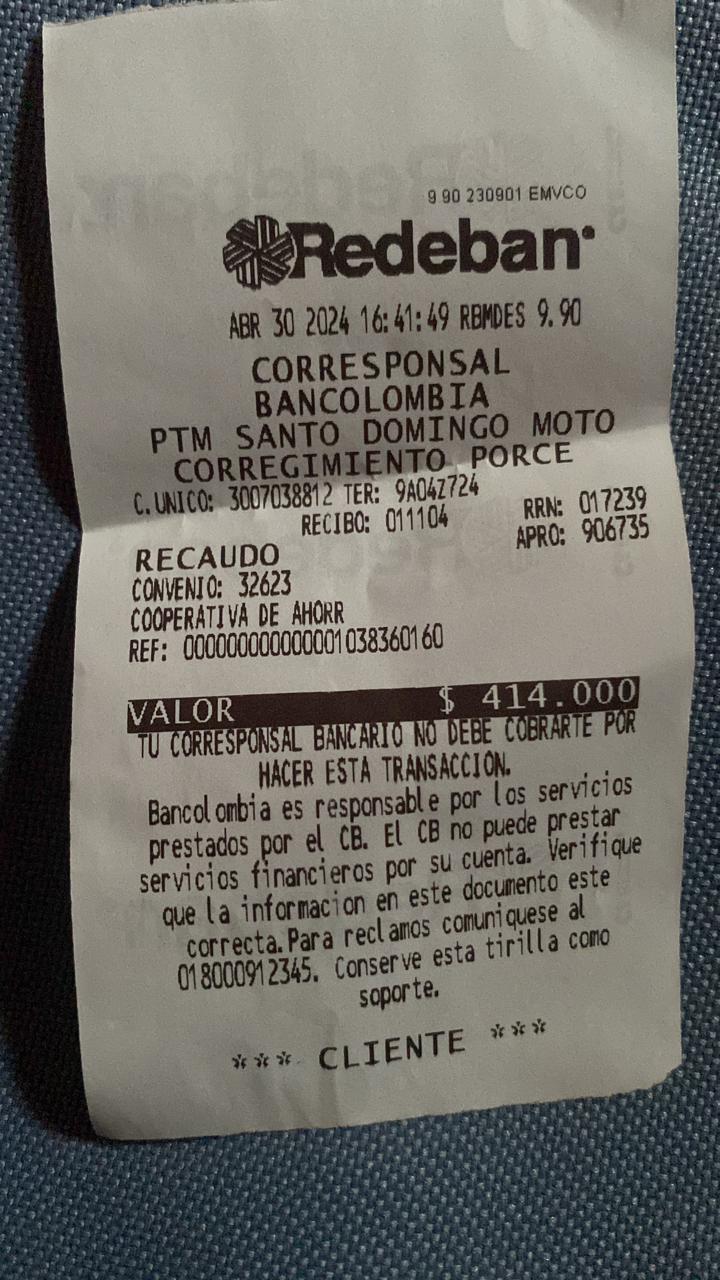 9 90 230901 EMVCO
Redeban
ABR 30 2024 16:41:49 RBMDES 9.90
CORRESPONSAL
BANCOLOMBIA
PTM SANTO DOMINGO MOTO
CORREGIMIENTO PORCE
C.UNICO: 3007038812 TER: 9A04Z724
RECIBO: 011104 RRN: 017239
APRO: 906735
RECAUDO
CONVENIO: 32623
COOPERATIVA DE AHORR
REF: 00000000000001038360160
VALOR $ 414.000
TU CORRESPONSAL BANCARIO NO DEBE COBRARTE POR
HACER ESTA TRANSACCION.
Bancolombia es responsable por los servicios
prestados por el CB. El CB no puede prestar
servicios financieros por su cuenta. Verifique
que la informacion en este documento este
correcta.Para reclamos comuniquese al
018000912345. Conserve esta tirilla como
soporte.
*** CLIENTE ***